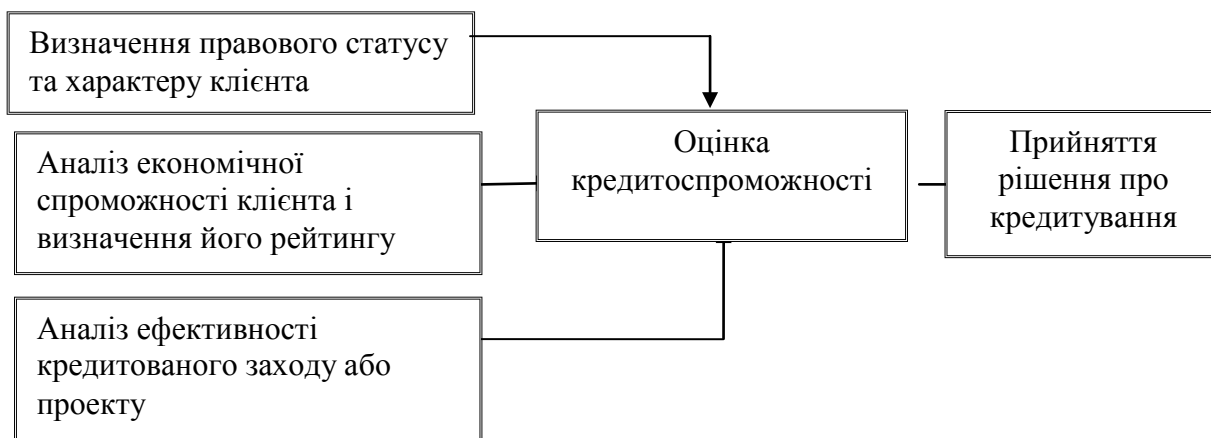 Визначення правового статусу
та характеру клієнта
Аналіз економічної
спроможності клієнта і
визначення його рейтингу
Аналіз ефективності
кредитованого заходу або
проекту
Оцінка
кредитоспроможності
Прийняття
рішення про
кредитування